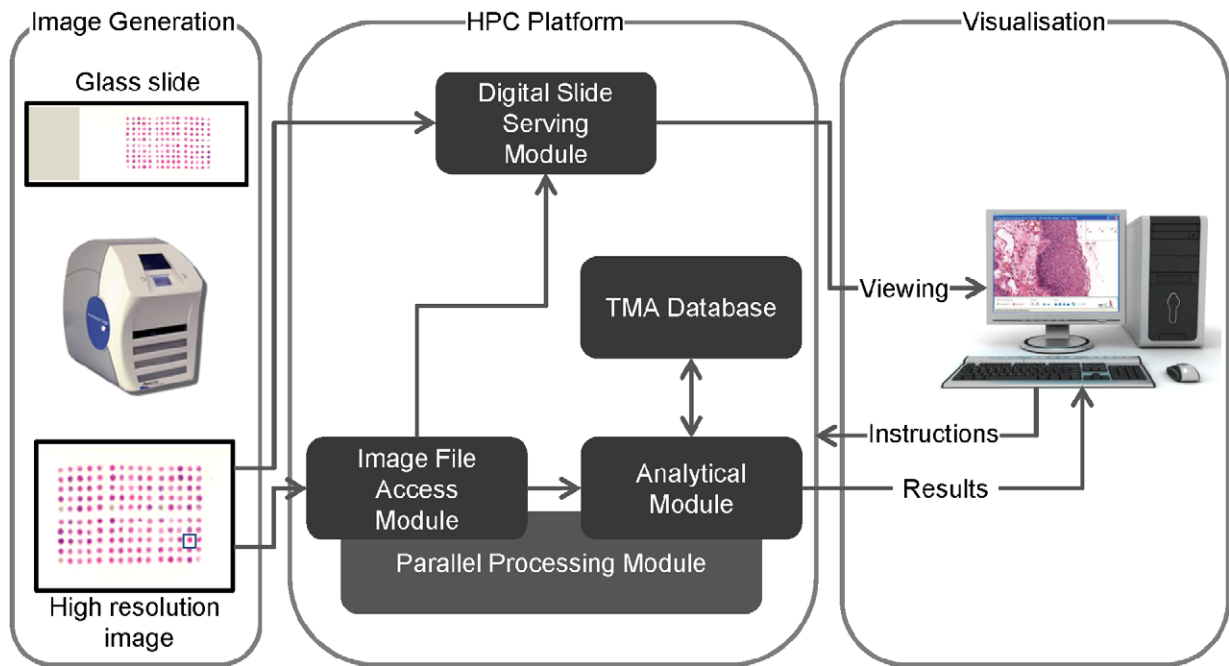 Image Generation
HPC Platform
Visualisation
Glass slide
Digital Slide
Serving
Module
TMA Database
Viewing
Image File
Access
Module
Analytical
Module
Instructions
Results
Parallel Processing Module
High resolution
image